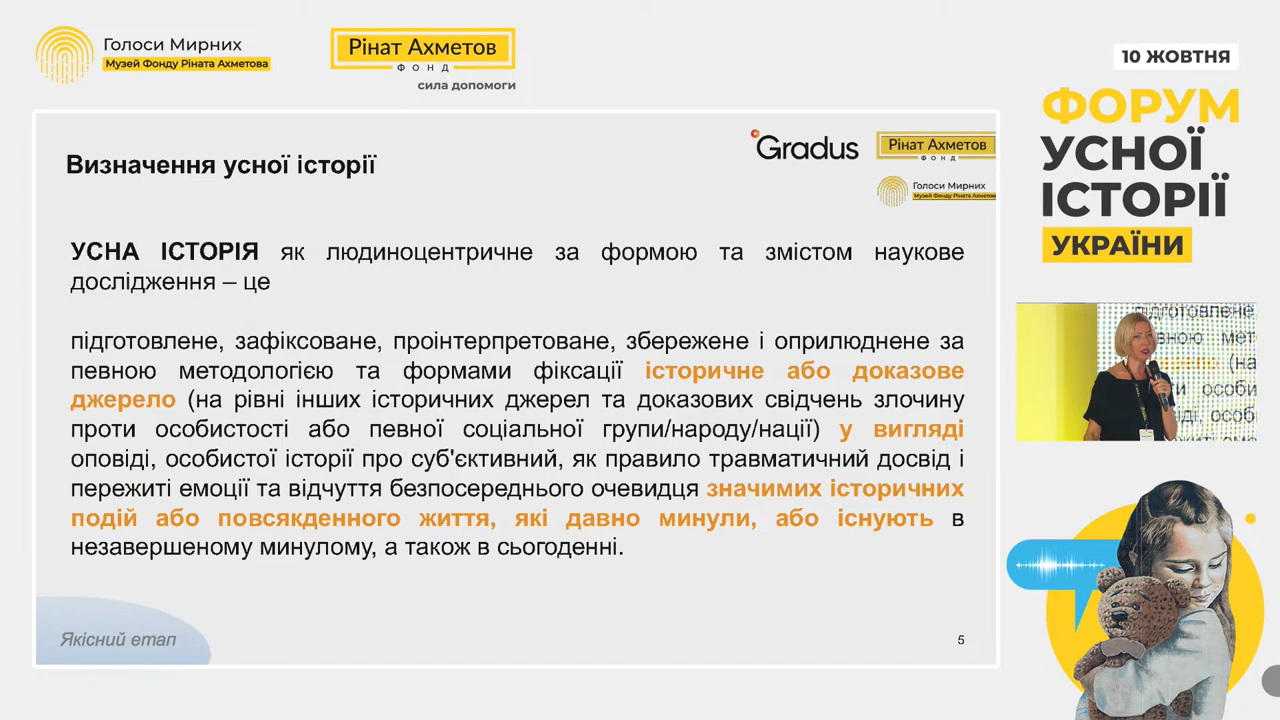 Голоси Мирних
Музей Фонду Ріната Ахметова
Рінат Ахметов
ФОНД
сила допомоги
10 ЖОВТНЯ
ФОРУМ
УСНОЇ
ІСТОРІЇ
УКРАЇНИ
Визначення усної історії
Gradus
Рінат Ахметов
ФОНД
Голоси Мирних
Музей Фонду Ріната Ахметова
УСНА ІСТОРІЯ як людиноцентричне за формою та змістом наукове
дослідження – це
підготовлене, зафіксоване, проінтерпретоване, збережене і оприлюднене за
певною методологією та формами фіксації історичне або доказове
джерело (на рівні інших історичних джерел та доказових свідчень злочину
проти особистості або певної соціальної групи/народу/нації) у вигляді
оповіді, особистої історії про суб'єктивний, як правило травматичний досвід і
пережиті емоції та відчуття безпосереднього очевидця значимих історичних
подій або повсякденного життя, які давно минули, або існують в
незавершеному минулому, а також в сьогоденні.
Якісний етап
5